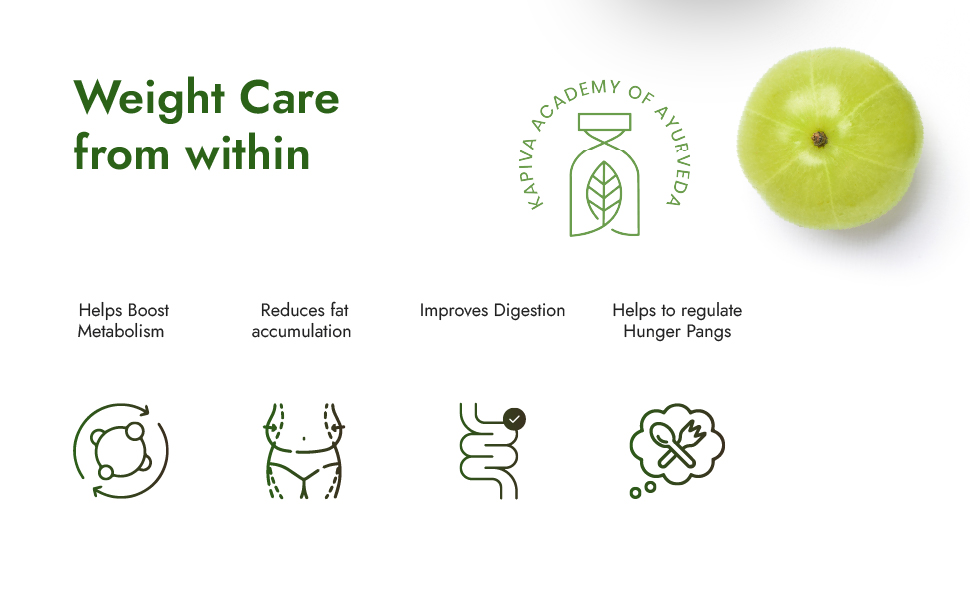 Weight Care
from within
KAPIVA ACADEMY OF AYURVEDA
Helps Boost
Metabolism
Reduces fat
accumulation
Improves Digestion
Helps to regulate
Hunger Pangs